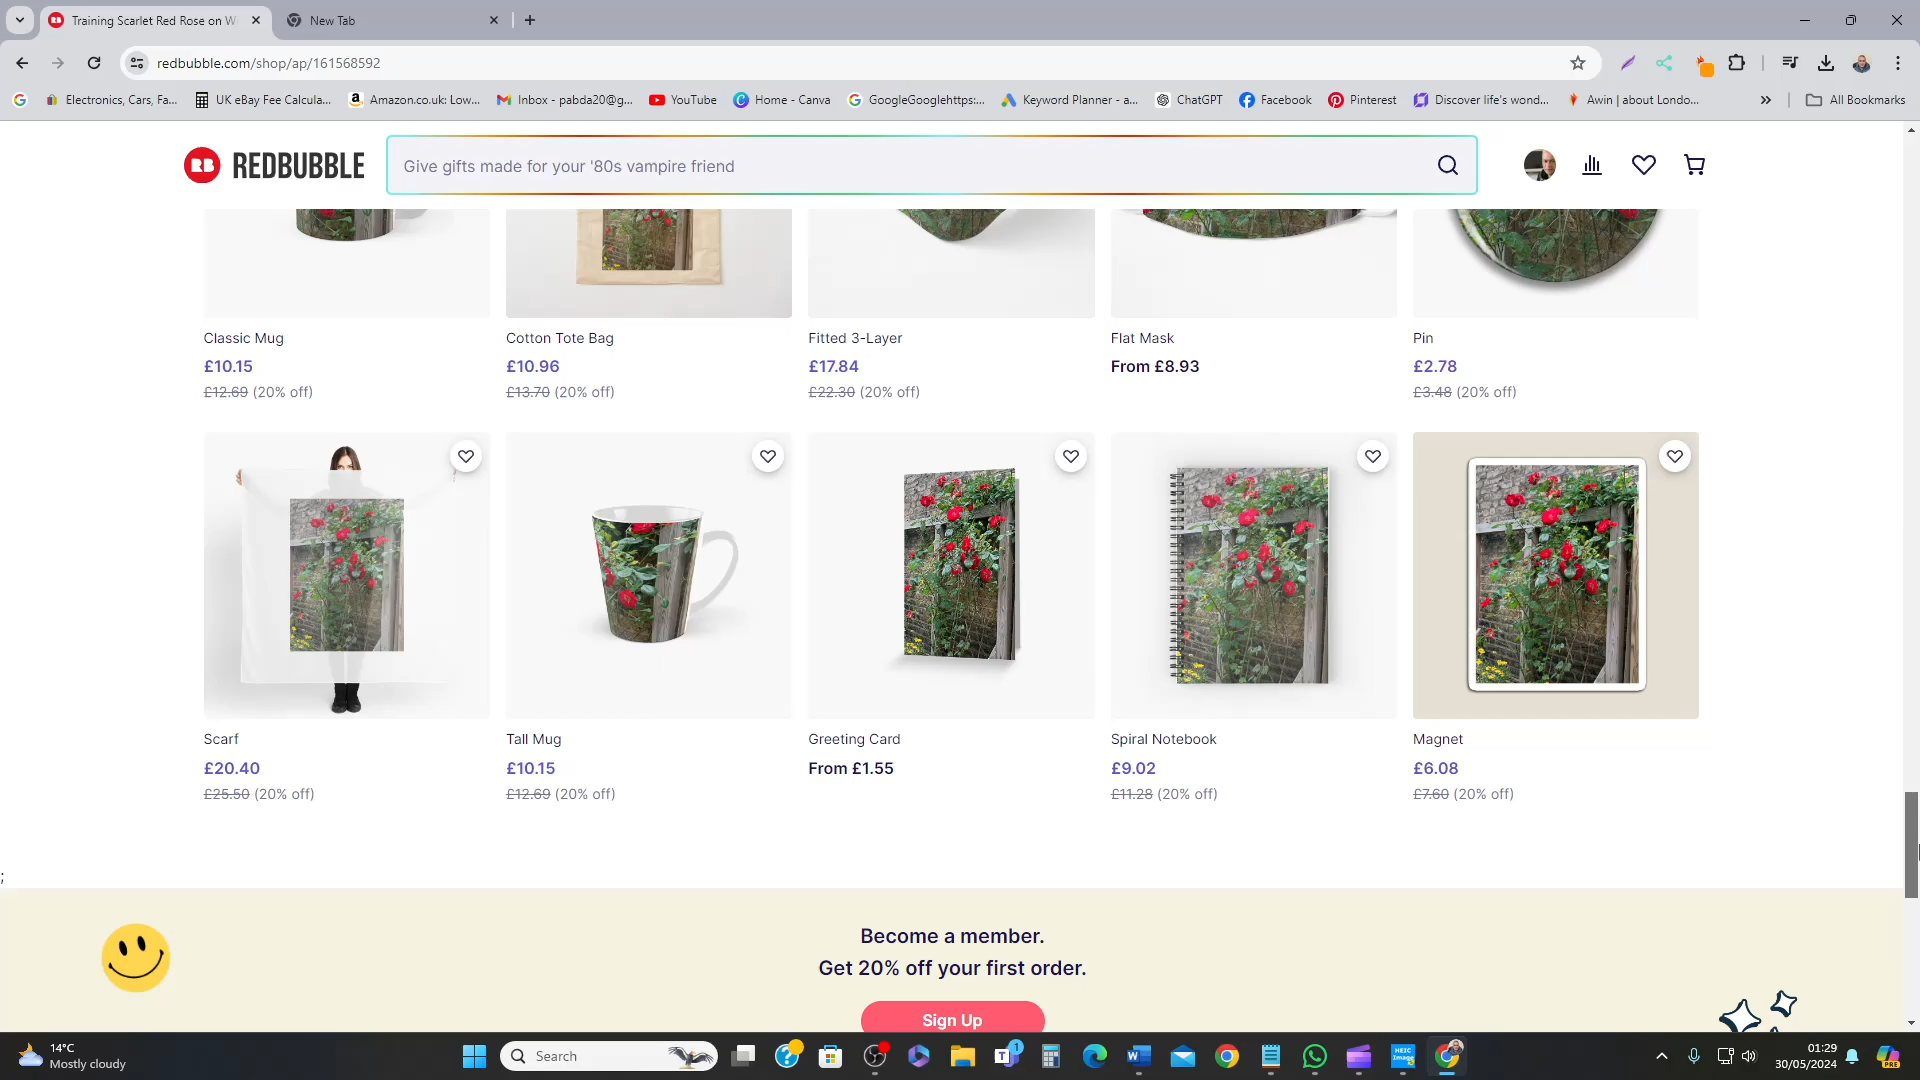 Training Scarlet Red Rose on W
New Tab
redbubble.com/shop/ap/161568592
Electronics, Cars, Fa...
UK eBay Fee Calcula...
Amazon.co.uk: Low...
Inbox - pabda20@g...
YouTube
Home - Canva
GoogleGooglehttps:...
Keyword Planner - a...
ChatGPT
Facebook
Pinterest
Discover life's wond...
Awin | about Londo...
»
All Bookmarks
RB REDBUBBLE
Give gifts made for your '80s vampire friend
Classic Mug
£10.15
£12.69 (20% off)
Cotton Tote Bag
£10.96
£13.70 (20% off)
Fitted 3-Layer
£17.84
£22.30 (20% off)
Flat Mask
From £8.93
Pin
£2.78
£3.48 (20% off)
Scarf
£20.40
£25.50 (20% off)
Tall Mug
£10.15
£12.69 (20% off)
Greeting Card
From £1.55
Spiral Notebook
£9.02
£11.28 (20% off)
Magnet
£6.08
£7.60 (20% off)
;
Become a member.
Get 20% off your first order.
Sign Up
14°C
Mostly cloudy
Search
1
HEIC
Image
01:29
30/05/2024
PRE